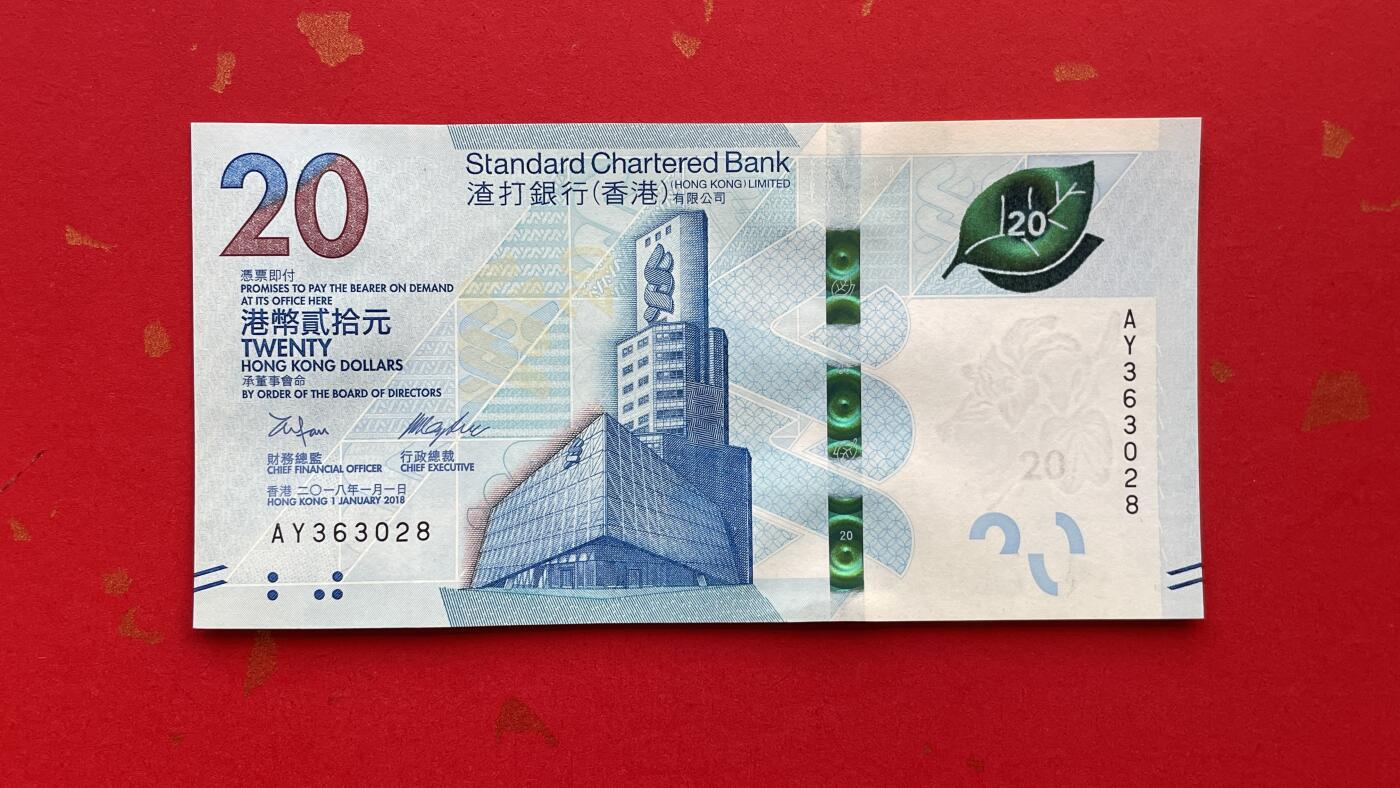 20
Standard Chartered Bank
(HONG KONG) LIMITED
渣打銀行(香港)有限公司
憑票即付
PROMISES TO PAY THE BEARER ON DEMAND
AT ITS OFFICE HERE
港幣貳拾元
TWENTY
HONG KONG DOLLARS
承董事會命
BY ORDER OF THE BOARD OF DIRECTORS
財務總監
CHIEF FINANCIAL OFFICER
行政總裁
CHIEF EXECUTIVE
香港 二〇一八年一月一日
HONG KONG 1 JANUARY 2018
AY363028
20
20
20
AY363028